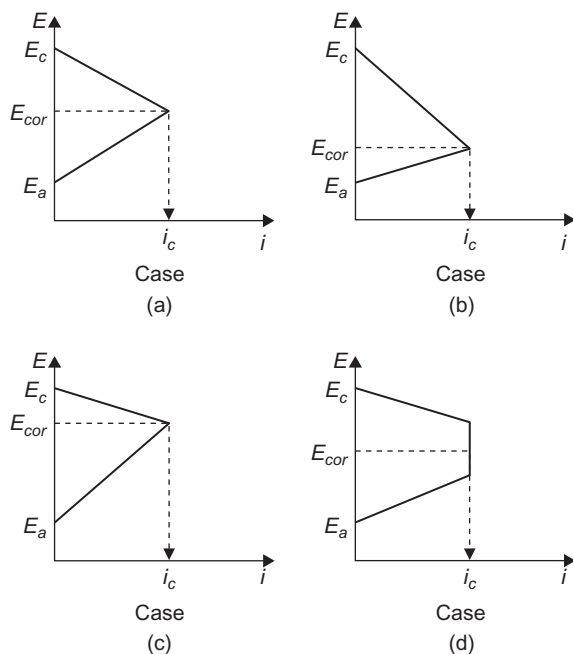 E
E_c
E_cor
E_a
i_c
i
Case
(a)
E
E_c
E_cor
E_a
i_c
i
Case
(b)
E
E_c
E_cor
E_a
i_c
i
Case
(c)
E
E_c
E_cor
E_a
i_c
i
Case
(d)